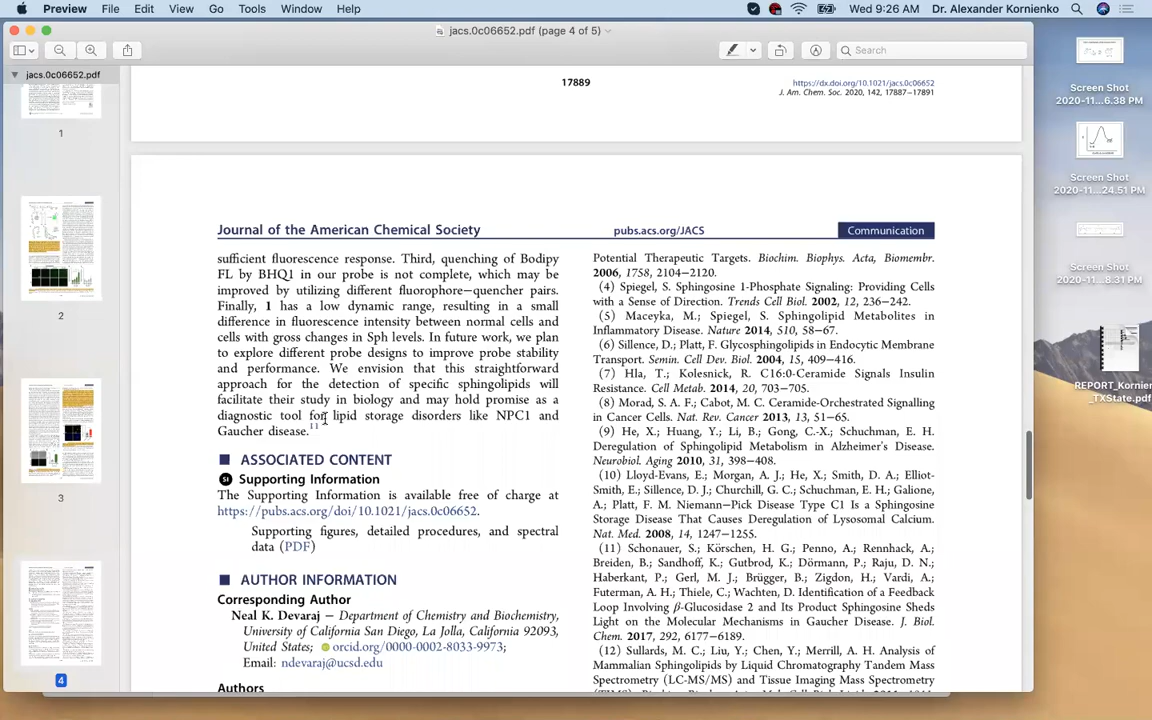 Preview File Edit View Go Tools Window Help
Wed 9:26 AM Dr. Alexander Kornienko
jacs.0c06652.pdf (page 4 of 5)
Search
jacs.0c06652.pdf
1
2
3
4
17889
https://dx.doi.org/10.1021/jacs.0c06652
J. Am. Chem. Soc. 2020, 142, 17887−17891
Journal of the American Chemical Society
pubs.acs.org/JACS
Communication
sufficient fluorescence response. Third, quenching of Bodipy
FL by BHQ1 in our probe is not complete, which may be
improved by utilizing different fluorophore−quencher pairs.
Finally, 1 has a low dynamic range, resulting in a small
difference in fluorescence intensity between normal cells and
cells with gross changes in Sph levels. In future work, we plan
to explore different probe designs to improve probe stability
and performance. We envision that this straightforward
approach for the detection of specific sphingolipids will
facilitate their study in biology and may hold promise as a
diagnostic tool for lipid storage disorders like NPC1 and
Gaucher disease.11
■ ASSOCIATED CONTENT
SI Supporting Information
The Supporting Information is available free of charge at
https://pubs.acs.org/doi/10.1021/jacs.0c06652.
Supporting figures, detailed procedures, and spectral
data (PDF)
■ AUTHOR INFORMATION
Corresponding Author
Neal K. Devaraj − Department of Chemistry and Biochemistry,
University of California San Diego, La Jolla, California 92093,
United States; orcid.org/0000-0002-8033-9973;
Email: ndevaraj@ucsd.edu
Authors
Potential Therapeutic Targets. Biochim. Biophys. Acta, Biomembr.
2006, 1758, 2104−2120.
(4) Spiegel, S. Sphingosine 1-Phosphate Signaling: Providing Cells
with a Sense of Direction. Trends Cell Biol. 2002, 12, 236−242.
(5) Maceyka, M.; Spiegel, S. Sphingolipid Metabolites in
Inflammatory Disease. Nature 2014, 510, 58−67.
(6) Sillence, D.; Platt, F. Glycosphingolipids in Endocytic Membrane
Transport. Semin. Cell Dev. Biol. 2004, 15, 409−416.
(7) Hla, T.; Kolesnick, R. C16:0-Ceramide Signals Insulin
Resistance. Cell Metab. 2014, 20, 703−705.
(8) Morad, S. A. F.; Cabot, M. C. Ceramide-Orchestrated Signalling
in Cancer Cells. Nat. Rev. Cancer 2013, 13, 51−65.
(9) He, X.; Huang, Y.; Li, B.; Gong, C.-X.; Schuchman, E. H.
Deregulation of Sphingolipid Metabolism in Alzheimer's Disease.
Neurobiol. Aging 2010, 31, 398−408.
(10) Lloyd-Evans, E.; Morgan, A. J.; He, X.; Smith, D. A.; Elliot-
Smith, E.; Sillence, D. J.; Churchill, G. C.; Schuchman, E. H.; Galione,
A.; Platt, F. M. Niemann−Pick Disease Type C1 Is a Sphingosine
Storage Disease That Causes Deregulation of Lysosomal Calcium.
Nat. Med. 2008, 14, 1247−1255.
(11) Schonauer, S.; Körschen, H. G.; Penno, A.; Rennhack, A.;
Breiden, B.; Sandhoff, K.; Gutbrod, K.; Dörmann, P.; Raju, D. N.;
Haberkant, P.; Gerl, M. J.; Brügger, B.; Zigdon, H.; Vardi, A.;
Futerman, A. H.; Thiele, C.; Wachten, D. Identification of a Feedback
Loop Involving β-Glucosidase 2 and Its Product Sphingosine Sheds
Light on the Molecular Mechanisms in Gaucher Disease. J. Biol.
Chem. 2017, 292, 6177−6189.
(12) Sullards, M. C.; Liu, Y.; Chen, Y.; Merrill, A. H. Analysis of
Mammalian Sphingolipids by Liquid Chromatography Tandem Mass
Spectrometry (LC-MS/MS) and Tissue Imaging Mass Spectrometry
Screen Shot
2020-11...6.38 PM
Screen Shot
2020-11...24.51 PM
Screen Shot
2020-11...8.31 PM
REPORT_Kornier
_TXState.pdf